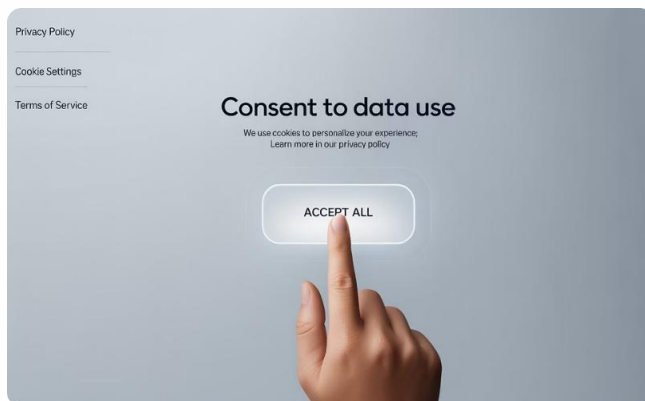 Privacy Policy
Cookie Settings
Terms of Service
Consent to data use
We use cookies to personalize your experience;
Learn more in our privacy policy
ACCEPT ALL